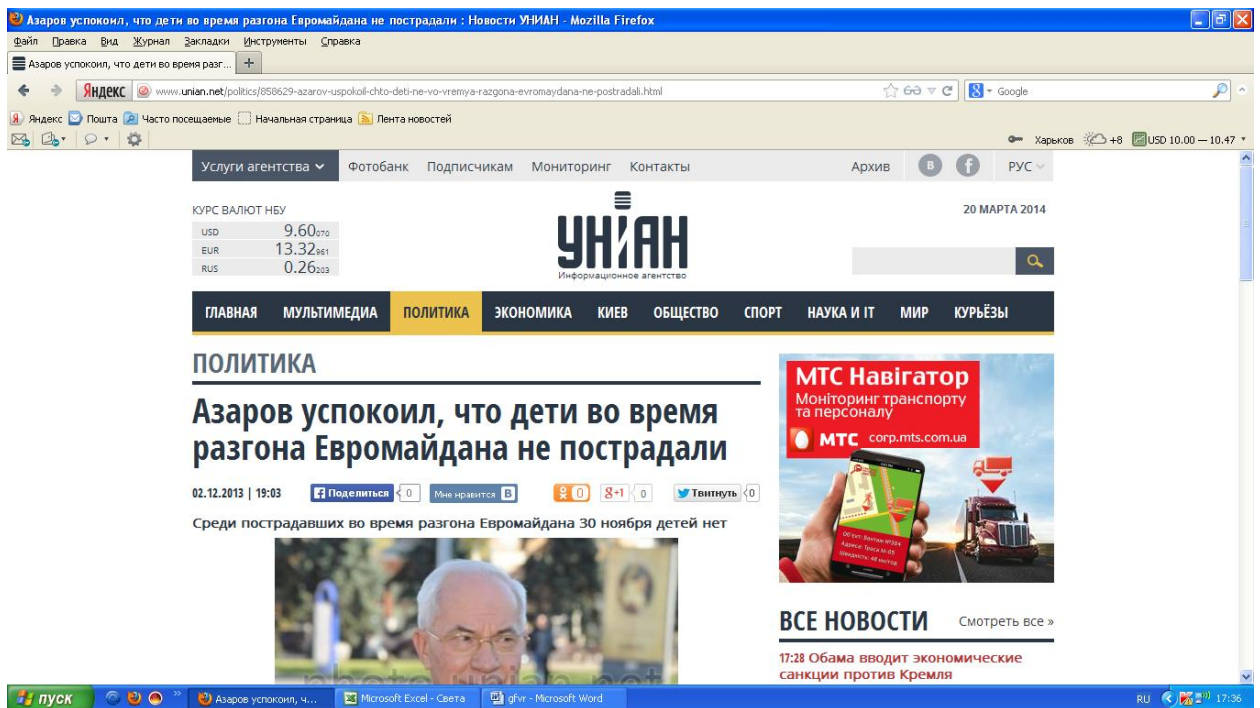 Азаров успокоил, что дети во время разгона Евромайдана не пострадали : Новости УНИАН - Mozilla Firefox
Файл Правка Вид Журнал Закладки Инструменты Справка
Азаров успокоил, что дети во время разг... +
Яндекс www.unian.net/politics/858629-azarov-uspokoil-chto-deti-ne-vo-vremya-razgona-evromaydana-ne-postradali.html Google
Яндекс Почта Часто посещаемые Начальная страница Лента новостей
Харьков +8 USD 10.00 — 10.47
Услуги агентства Фотобанк Подписчикам Мониторинг Контакты Архив В f РУС
КУРС ВАЛЮТ НБУ
USD 9.60070
EUR 13.32961
RUS 0.26203
УНИАН
Информационное агентство
20 МАРТА 2014
ГЛАВНАЯ МУЛЬТИМЕДИА ПОЛИТИКА ЭКОНОМИКА КИЕВ ОБЩЕСТВО СПОРТ НАУКА И IT МИР КУРЬЁЗЫ
ПОЛИТИКА
Азаров успокоил, что дети во время
разгона Евромайдана не пострадали
02.12.2013 | 19:03 Поделиться 0 Мне нравится В 0 8+1 0 Твитнуть 0
Среди пострадавших во время разгона Евромайдана 30 ноября детей нет
photo.unian.net
МТС Навігатор
Моніторинг транспорту
та персоналу
МТС corp.mts.com.ua
ВСЕ НОВОСТИ Смотреть все »
17:28 Обама вводит экономические
санкции против Кремля
пуск Азаров успокоил, ч... Microsoft Excel - Света gfvr - Microsoft Word RU 17:36